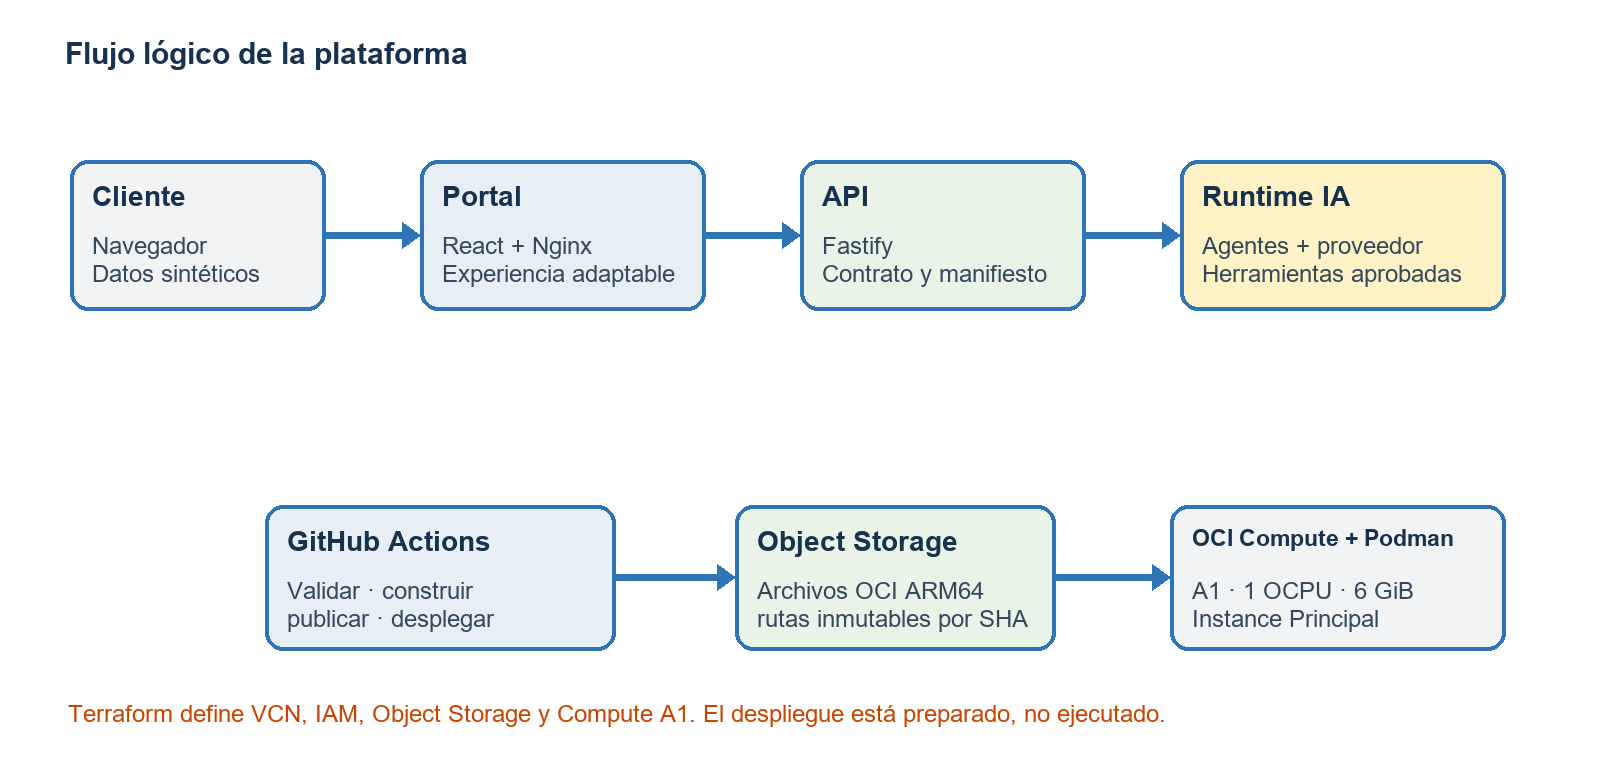 Flujo lógico de la plataforma
Cliente
Navegador
Datos sintéticos
Portal
React + Nginx
Experiencia adaptable
API
Fastify
Contrato y manifiesto
Runtime IA
Agentes + proveedor
Herramientas aprobadas
GitHub Actions
Validar · construir
publicar · desplegar
Object Storage
Archivos OCI ARM64
rutas inmutables por SHA
OCI Compute + Podman
A1 · 1 OCPU · 6 GiB
Instance Principal
Terraform define VCN, IAM, Object Storage y Compute A1. El despliegue está preparado, no ejecutado.